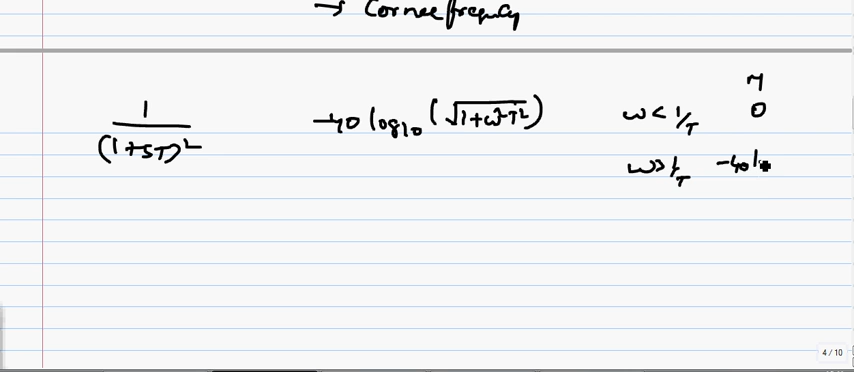 → Corner frequency
M
1/(1+ST)² -40 log10 (√1+ω²T²) ω < 1/T 0
ω > 1/T -40 l
4 / 10